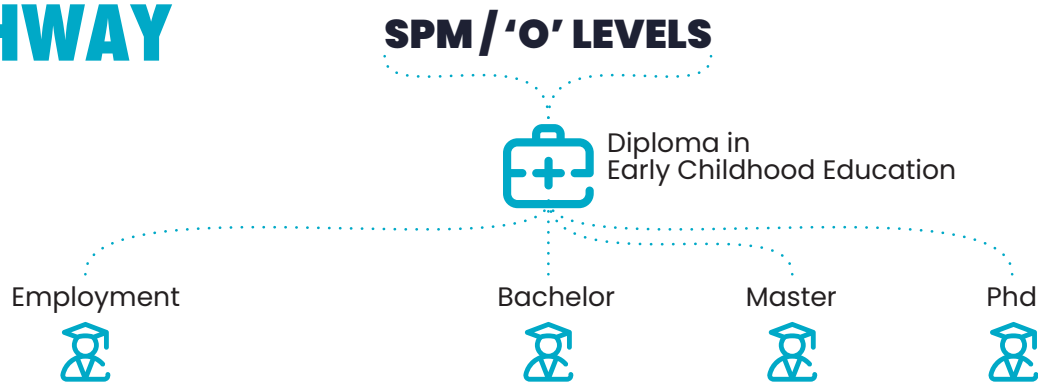 HWAY
SPM / ‘O’ LEVELS
Diploma in
Early Childhood Education
Employment
Bachelor
Master
Phd